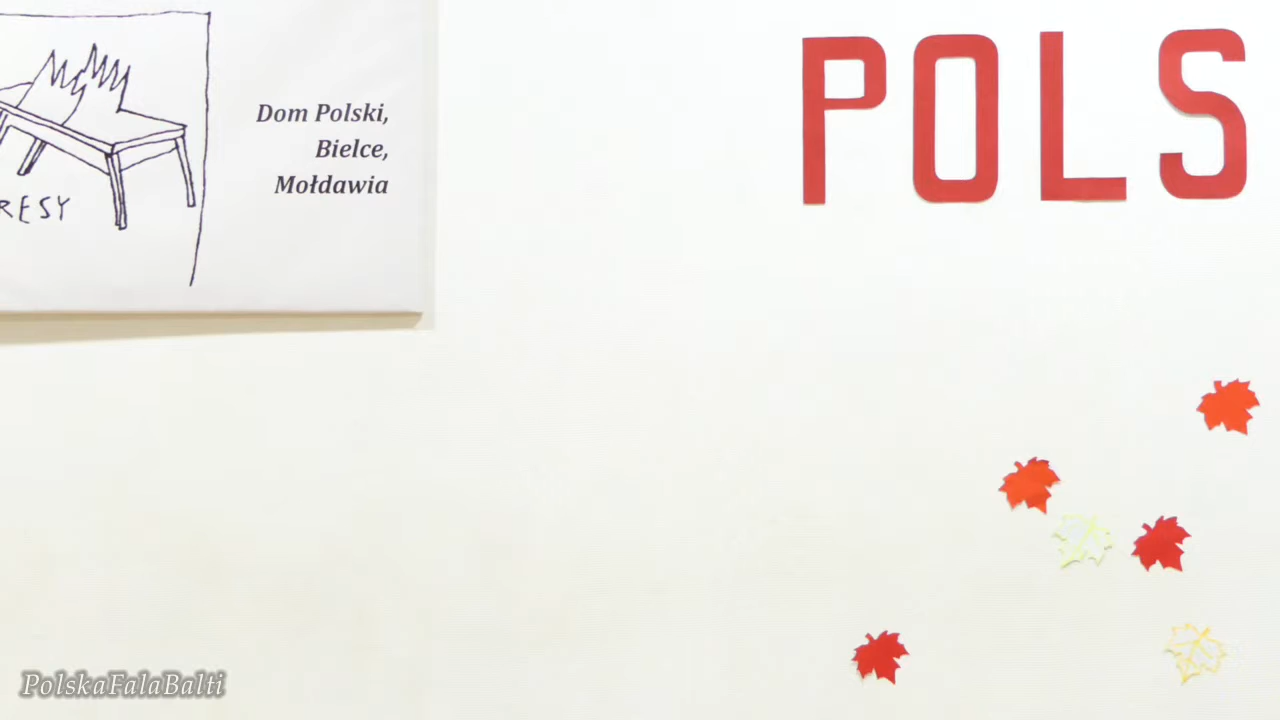 RESY
Dom Polski,
Bielce,
Mołdawia
POLS
PolskaFalaBalti